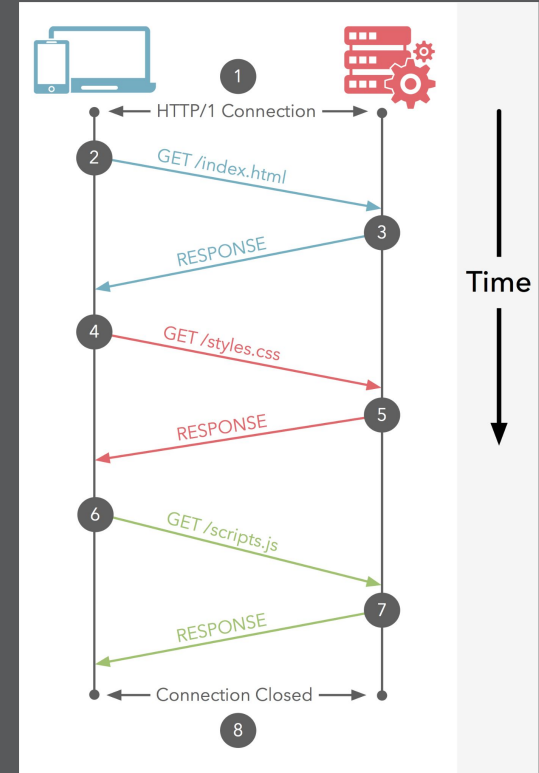 1
HTTP/1 Connection
2
GET /index.html
3
RESPONSE
Time
4
GET /styles.css
5
RESPONSE
6
GET /scripts.js
7
RESPONSE
Connection Closed
8